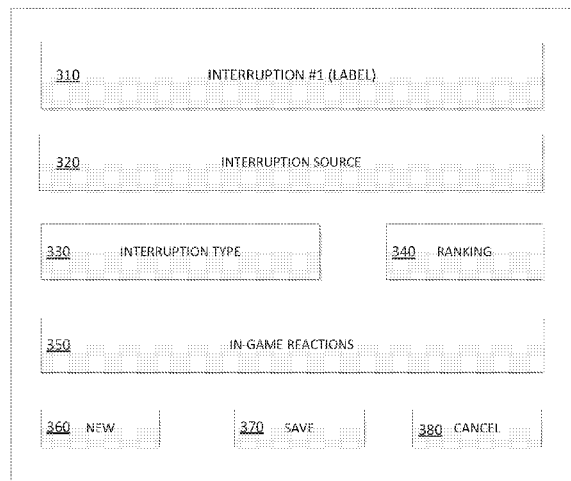 310 INTERRUPTION #1 (LABEL)
320 INTERRUPTION SOURCE
330 INTERRUPTION TYPE 340 RANKING
350 IN-GAME REACTIONS
360 NEW 370 SAVE 380 CANCEL